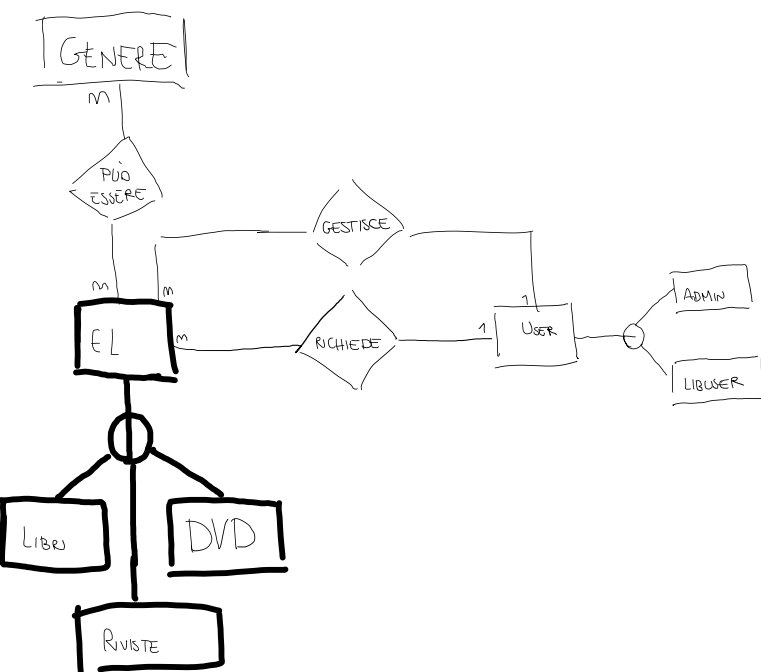 GENERE
m
PUÒ
ESSERE
GESTISCE
m
m
1
ADMIN
EL
m
RICHIEDE
1
USER
LIBUSER
LIBRI
DVD
RIVISTE